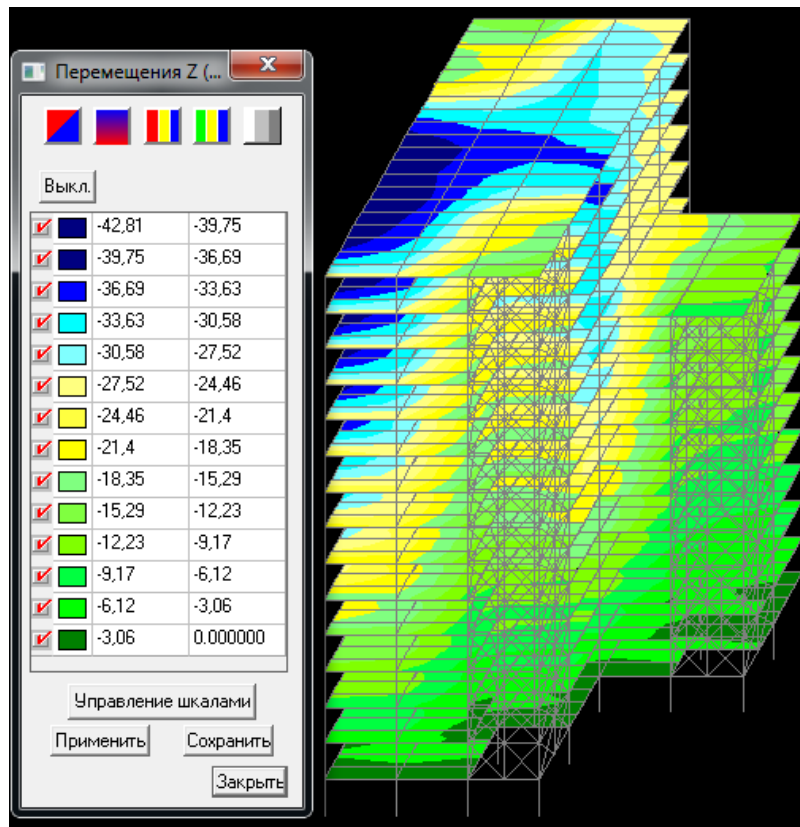 Перемещения Z (...
Выкл.
-42,81 -39,75
-39,75 -36,69
-36,69 -33,63
-33,63 -30,58
-30,58 -27,52
-27,52 -24,46
-24,46 -21,4
-21,4 -18,35
-18,35 -15,29
-15,29 -12,23
-12,23 -9,17
-9,17 -6,12
-6,12 -3,06
-3,06 0.000000
Управление шкалами
Применить Сохранить
Закрыть